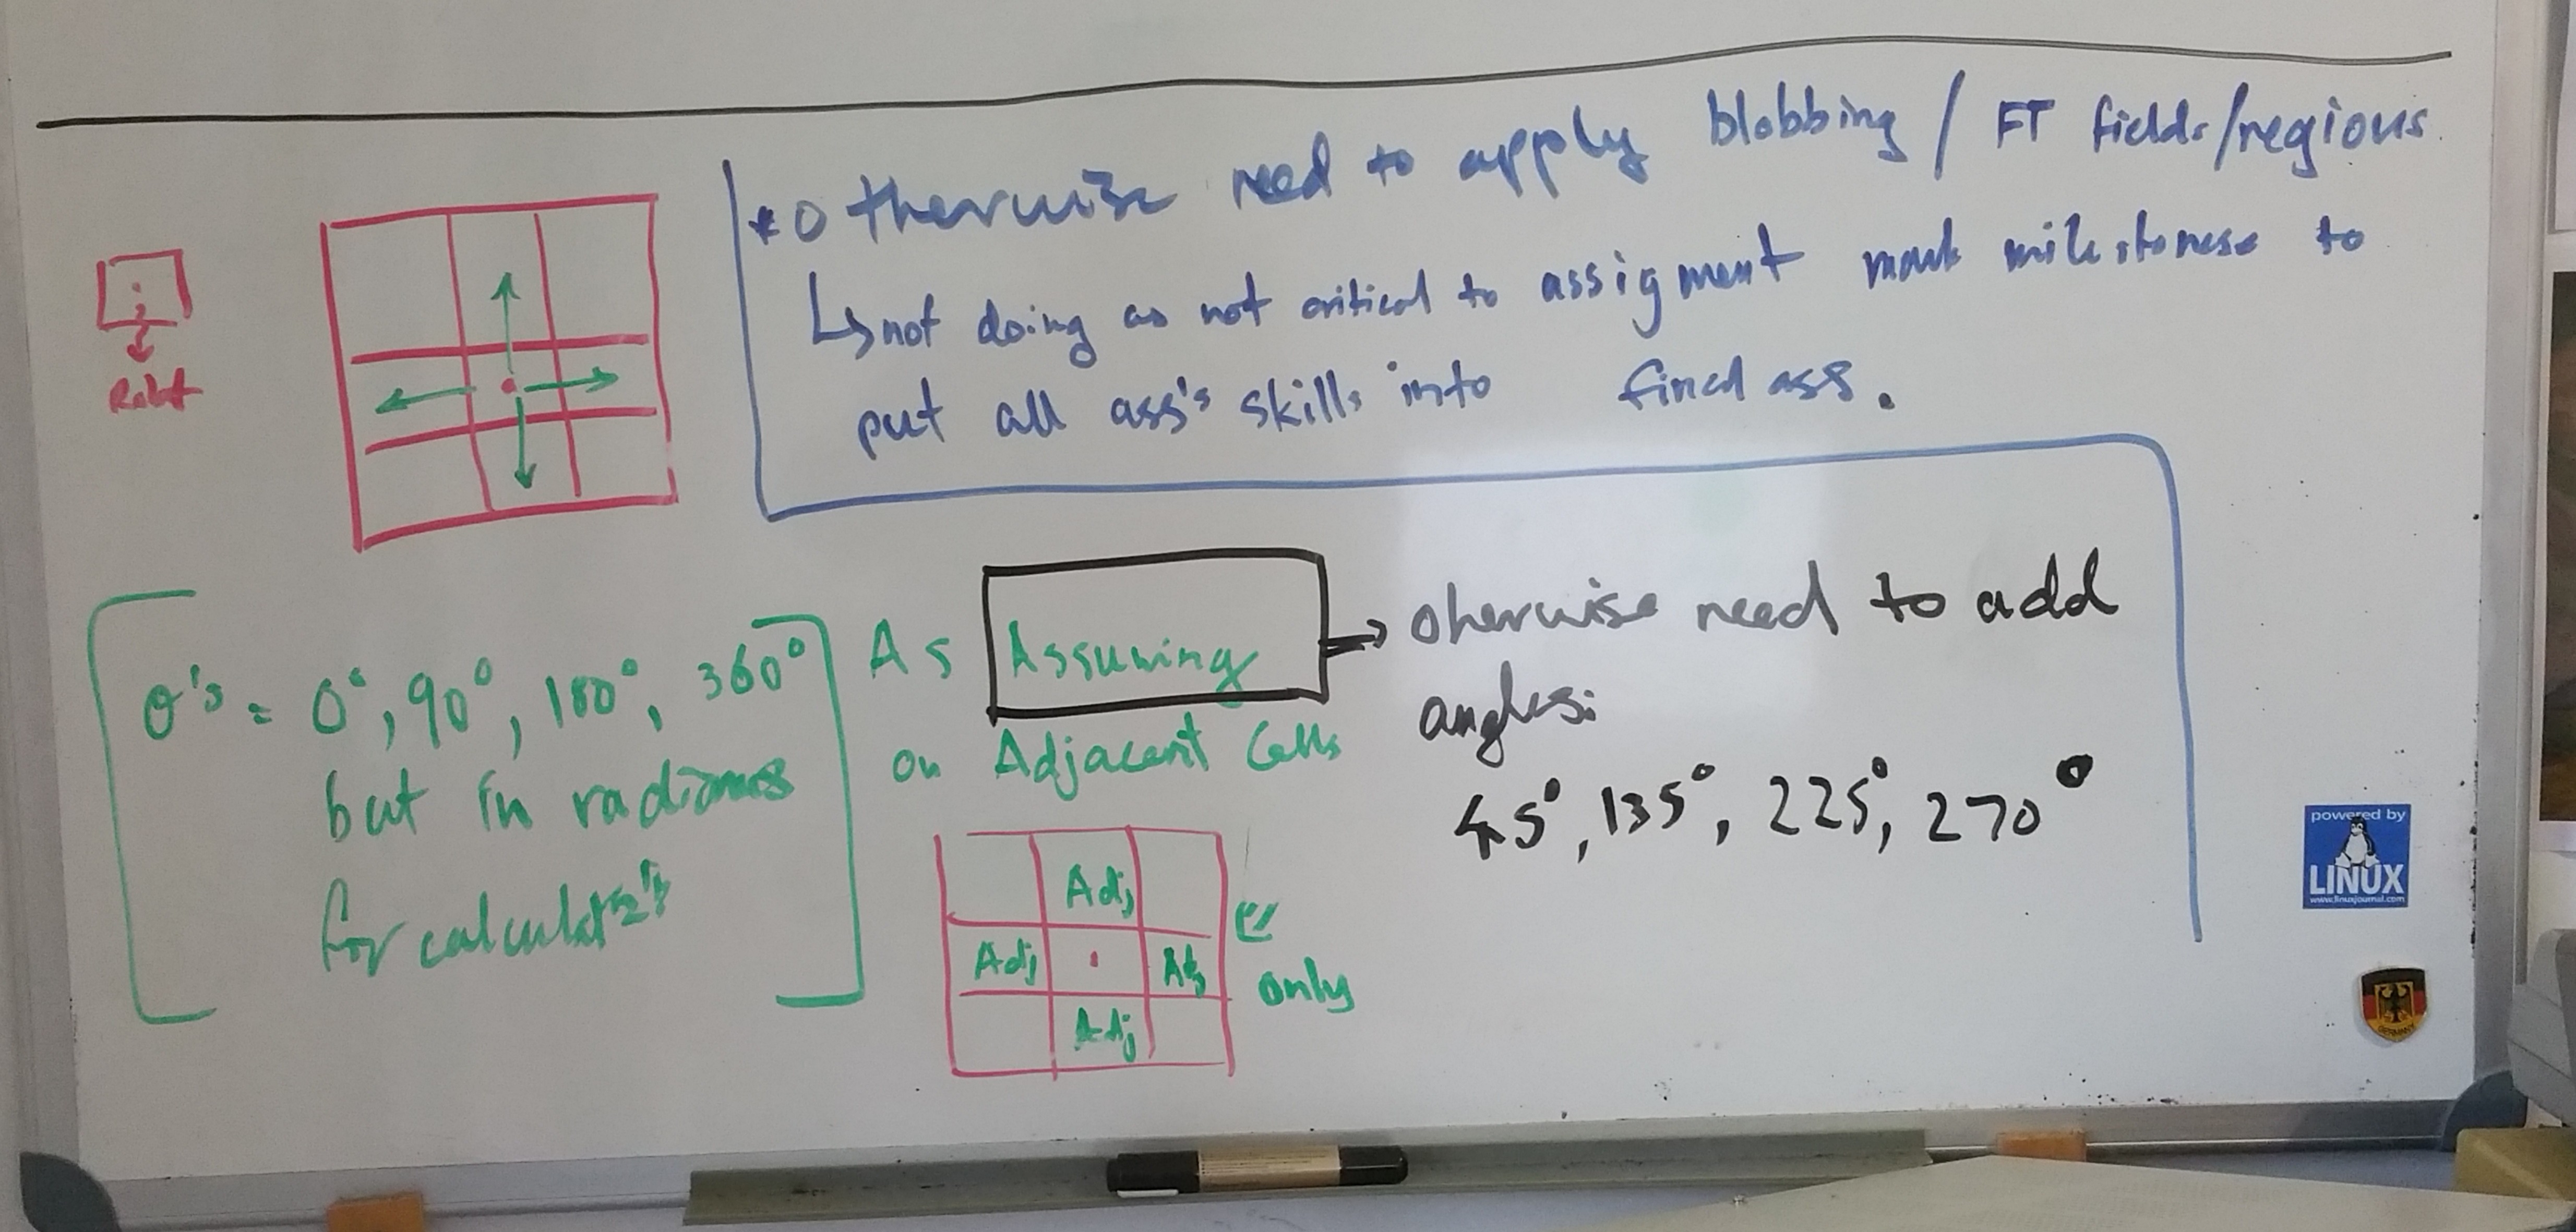 * Otherwise need to apply blobbing / FT fields/regions
↳ not doing as not critical to assigment mark milestonese to
put all ass's skills into final ass.
Robot
θ's = 0°, 90°, 180°, 360°
but in radians
for calculat
As Assuming
on Adjacent Cells
→ oherwise need to add
angles:
45°, 135°, 225°, 270°
Adj
Adj Adj
Adj
only
powered by
LINUX
www.linuxjournal.com
GERMANY